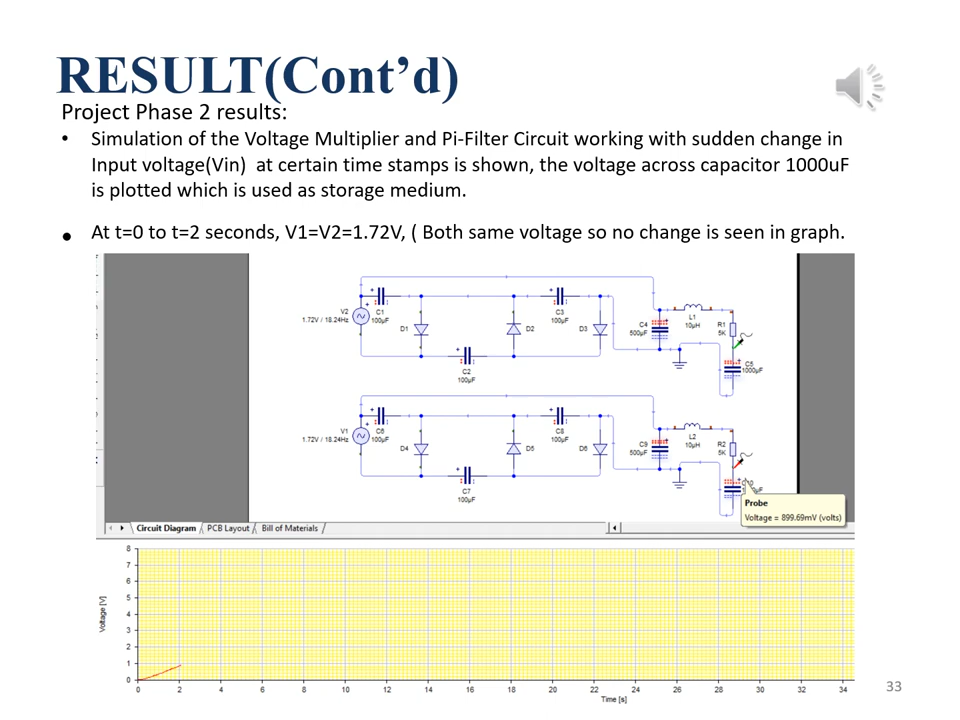 RESULT(Cont’d)
Project Phase 2 results:
• Simulation of the Voltage Multiplier and Pi-Filter Circuit working with sudden change in
Input voltage(Vin)  at certain time stamps is shown, the voltage across capacitor 1000uF
is plotted which is used as storage medium.
• At t=0 to t=2 seconds, V1=V2=1.72V, ( Both same voltage so no change is seen in graph.
V2
1.72V / 18.24Hz
C1
100µF
C3
100µF
D1
D2
D3
C2
100µF
C4
500µF
L1
10µH
R1
5K
C5
1000µF
V1
1.72V / 18.24Hz
C6
100µF
C8
100µF
D4
D5
D6
C7
100µF
C9
500µF
L2
10µH
R2
5K
Probe
Voltage = 899.69mV (volts)
Circuit Diagram PCB Layout Bill of Materials
Voltage [V]
8
7
6
5
4
3
2
1
0
0 2 4 6 8 10 12 14 16 18 20 22 24 26 28 30 32 34
Time [s]
33